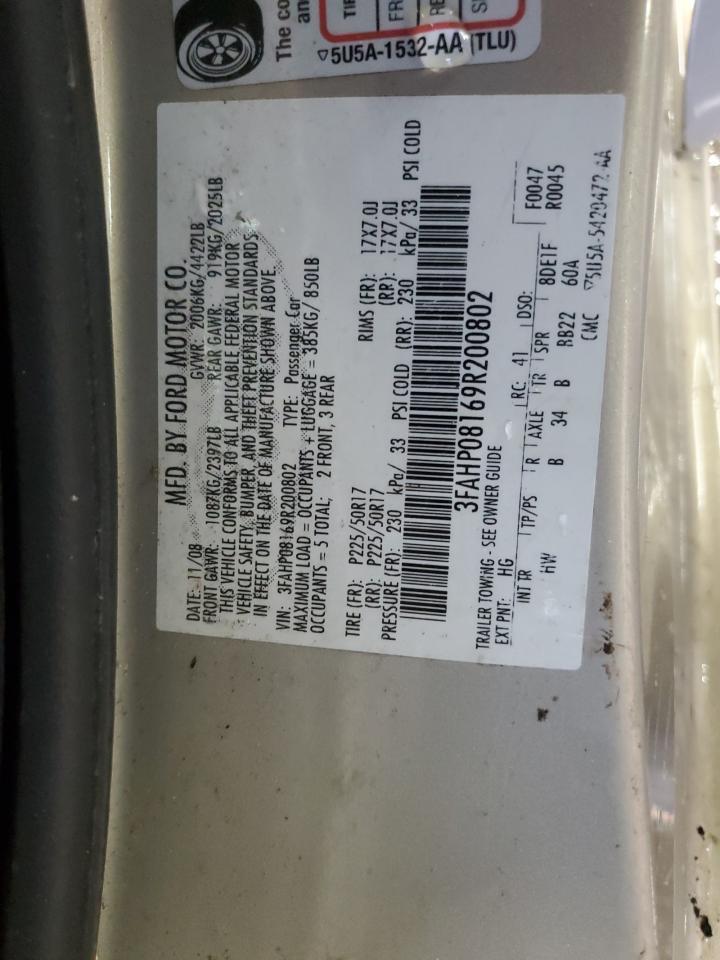 The co
an
TIR
FR
RE
S
▽5U5A-1532-AA (TLU)
MFD. BY FORD MOTOR CO.
DATE: 11/08 GVWR: 2006KG/4422LB
FRONT GAWR: 1087KG/2397LB REAR GAWR: 919KG/2025LB
THIS VEHICLE CONFORMS TO ALL APPLICABLE FEDERAL MOTOR
VEHICLE SAFETY, BUMPER, AND THEFT PREVENTION STANDARDS
IN EFFECT ON THE DATE OF MANUFACTURE SHOWN ABOVE.
VIN: 3FAHP08169R200802 TYPE: Passenger Car
MAXIMUM LOAD = OCCUPANTS + LUGGAGE = 385KG/ 850LB
OCCUPANTS = 5 TOTAL; 2 FRONT, 3 REAR
TIRE (FR): P225/50R17 RIMS (FR): 17X7.0J
(RR): P225/50R17 (RR): 17X7.0J
PRESSURE (FR): 230 kPa/ 33 PSI COLD (RR): 230 kPa/ 33 PSI COLD
3FAHP08169R200802
TRAILER TOWING - SEE OWNER GUIDE
EXT PNT: HG RC: 41 DSO: F0047
INT TR TP/PS R AXLE TR SPR 8DE1F R0045
HW B 34 B BB22 60A
CMC ▽5U5A-5420472-AA